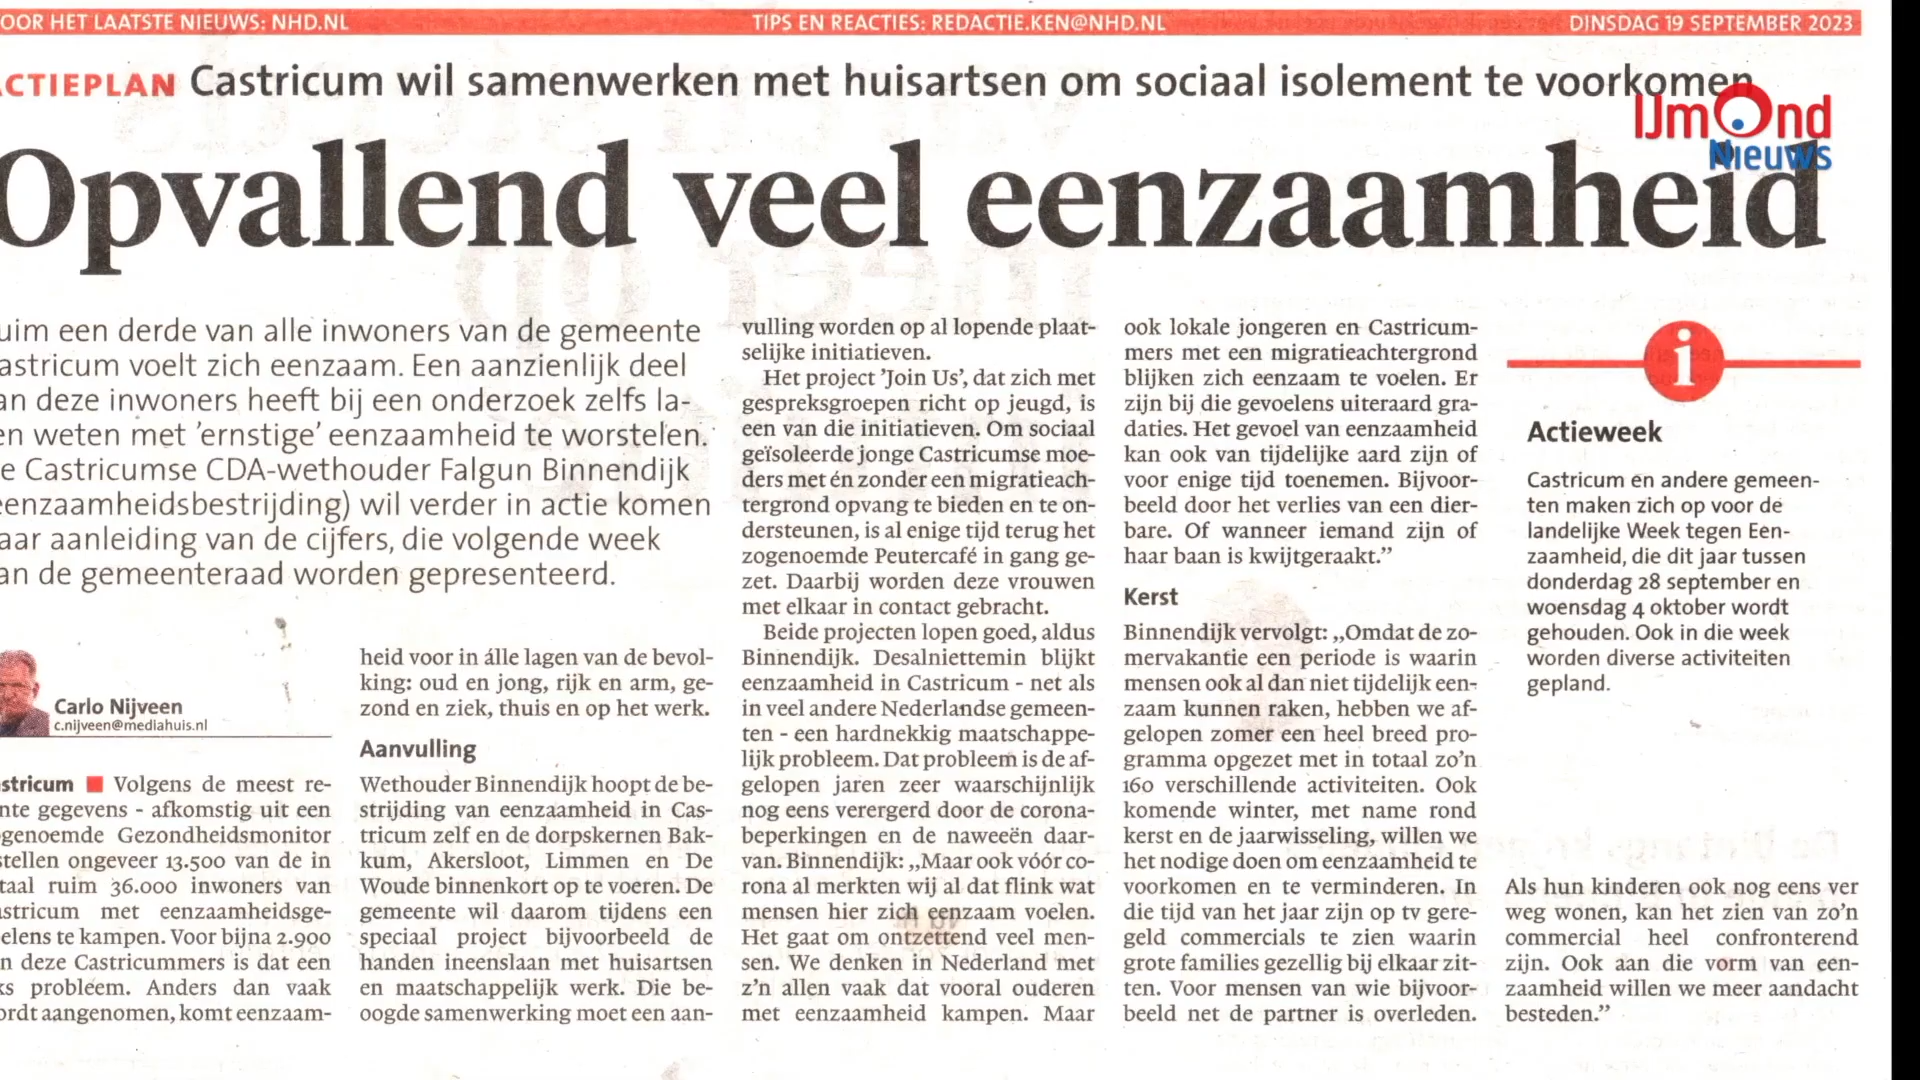 OOR HET LAATSTE NIEUWS: NHD.NL
TIPS EN REACTIES: REDACTIE.KEN@NHD.NL
DINSDAG 19 SEPTEMBER 2023
CTIEPLAN Castricum wil samenwerken met huisartsen om sociaal isolement te voorkomen
IJmOnd
Nieuws
Opvallend veel eenzaamheid
uim een derde van alle inwoners van de gemeente
astricum voelt zich eenzaam. Een aanzienlijk deel
an deze inwoners heeft bij een onderzoek zelfs la-
en weten met 'ernstige' eenzaamheid te worstelen.
e Castricumse CDA-wethouder Falgun Binnendijk
eenzaamheidsbestrijding) wil verder in actie komen
aar aanleiding van de cijfers, die volgende week
an de gemeenteraad worden gepresenteerd.
Carlo Nijveen
c.nijveen@mediahuis.nl
stricum ■ Volgens de meest re-
nte gegevens - afkomstig uit een
genoemde Gezondheidsmonitor
stellen ongeveer 13.500 van de in
taal ruim 36.000 inwoners van
astricum met eenzaamheidsge-
elens te kampen. Voor bijna 2.900
n deze Castricummers is dat een
ks probleem. Anders dan vaak
ordt aangenomen, komt eenzaam-
heid voor in álle lagen van de bevol-
king: oud en jong, rijk en arm, ge-
zond en ziek, thuis en op het werk.
Aanvulling
Wethouder Binnendijk hoopt de be-
strijding van eenzaamheid in Cas-
tricum zelf en de dorpskernen Bak-
kum, Akersloot, Limmen en De
Woude binnenkort op te voeren. De
gemeente wil daarom tijdens een
speciaal project bijvoorbeeld de
handen ineenslaan met huisartsen
en maatschappelijk werk. Die be-
oogde samenwerking moet een aan-
vulling worden op al lopende plaat-
selijke initiatieven.
Het project 'Join Us', dat zich met
gespreksgroepen richt op jeugd, is
een van die initiatieven. Om sociaal
geïsoleerde jonge Castricumse moe-
ders met én zonder een migratieach-
tergrond opvang te bieden en te on-
dersteunen, is al enige tijd terug het
zogenoemde Peutercafé in gang ge-
zet. Daarbij worden deze vrouwen
met elkaar in contact gebracht.
Beide projecten lopen goed, aldus
Binnendijk. Desalniettemin blijkt
eenzaamheid in Castricum - net als
in veel andere Nederlandse gemeen-
ten - een hardnekkig maatschappe-
lijk probleem. Dat probleem is de af-
gelopen jaren zeer waarschijnlijk
nog eens verergerd door de corona-
beperkingen en de naweeën daar-
van. Binnendijk: „Maar ook vóór co-
rona al merkten wij al dat flink wat
mensen hier zich eenzaam voelen.
Het gaat om ontzettend veel men-
sen. We denken in Nederland met
z'n allen vaak dat vooral ouderen
met eenzaamheid kampen. Maar
ook lokale jongeren en Castricum-
mers met een migratieachtergrond
blijken zich eenzaam te voelen. Er
zijn bij die gevoelens uiteraard gra-
daties. Het gevoel van eenzaamheid
kan ook van tijdelijke aard zijn of
voor enige tijd toenemen. Bijvoor-
beeld door het verlies van een dier-
bare. Of wanneer iemand zijn of
haar baan is kwijtgeraakt.”
Kerst
Binnendijk vervolgt: „Omdat de zo-
mervakantie een periode is waarin
mensen ook al dan niet tijdelijk een-
zaam kunnen raken, hebben we af-
gelopen zomer een heel breed pro-
gramma opgezet met in totaal zo'n
160 verschillende activiteiten. Ook
komende winter, met name rond
kerst en de jaarwisseling, willen we
het nodige doen om eenzaamheid te
voorkomen en te verminderen. In
die tijd van het jaar zijn op tv gere-
geld commercials te zien waarin
grote families gezellig bij elkaar zit-
ten. Voor mensen van wie bijvoor-
beeld net de partner is overleden.
i
Actieweek
Castricum en andere gemeen-
ten maken zich op voor de
landelijke Week tegen Een-
zaamheid, die dit jaar tussen
donderdag 28 september en
woensdag 4 oktober wordt
gehouden. Ook in die week
worden diverse activiteiten
gepland.
Als hun kinderen ook nog eens ver
weg wonen, kan het zien van zo'n
commercial heel confronterend
zijn. Ook aan die vorm van een-
zaamheid willen we meer aandacht
besteden.”